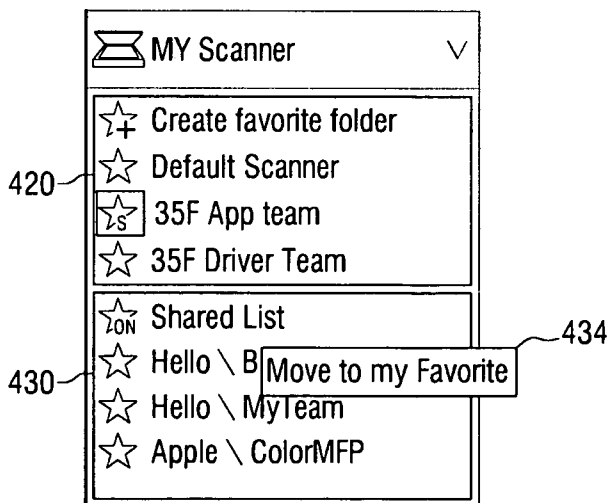 MY Scanner
Create favorite folder
Default Scanner
420
S 35F App team
35F Driver Team
ON Shared List
434
Hello \ B
Move to my Favorite
430
Hello \ MyTeam
Apple \ ColorMFP